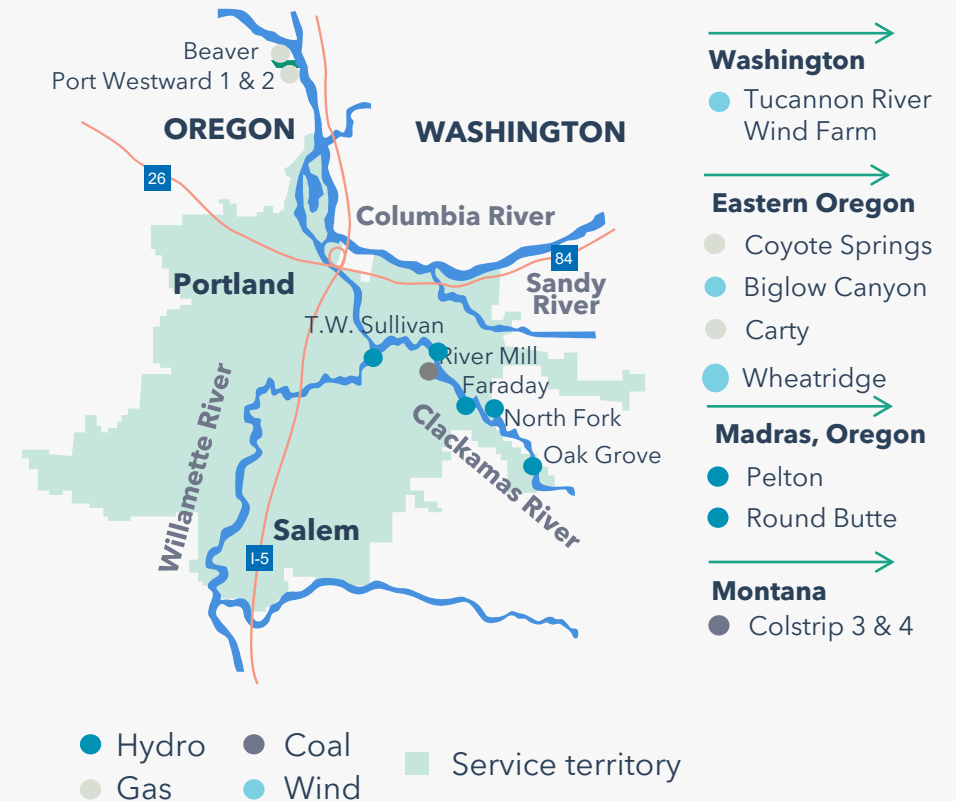 Beaver
Port Westward 1 & 2
OREGON
WASHINGTON
26
Columbia River
84
Portland
Sandy
River
T.W. Sullivan
River Mill
Faraday
North Fork
Oak Grove
Willamette River
Clackamas River
Salem
I-5
Washington
Tucannon River
Wind Farm
Eastern Oregon
Coyote Springs
Biglow Canyon
Carty
Wheatridge
Madras, Oregon
Pelton
Round Butte
Montana
Colstrip 3 & 4
Hydro
Coal
Service territory
Gas
Wind